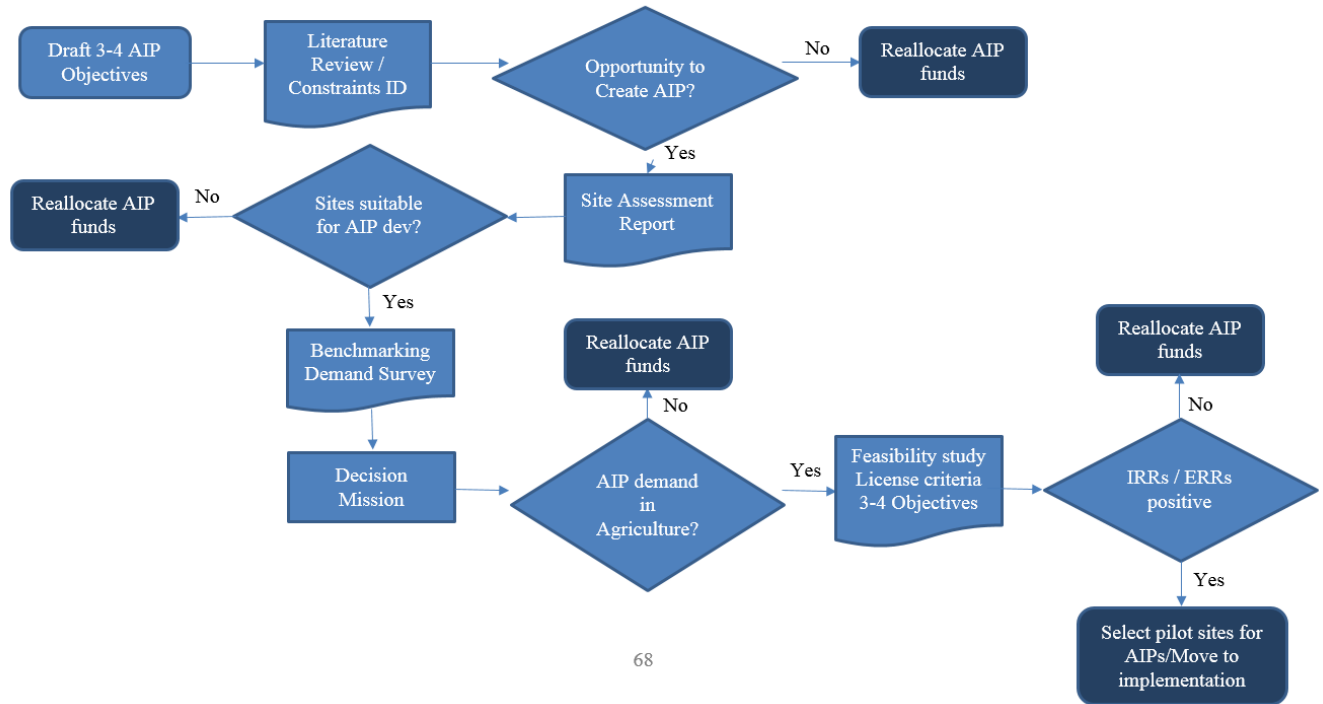 Draft 3-4 AIP
Objectives
Literature
Review /
Constraints ID
Opportunity to
Create AIP?
No
Reallocate AIP
funds
Yes
Site Assessment
Report
Sites suitable
for AIP dev?
No
Reallocate AIP
funds
Yes
Benchmarking
Demand Survey
Decision
Mission
AIP demand
in
Agriculture?
No
Reallocate AIP
funds
Yes
Feasibility study
License criteria
3-4 Objectives
IRRs / ERRs
positive
No
Reallocate AIP
funds
Yes
Select pilot sites for
AIPs/Move to
implementation
68